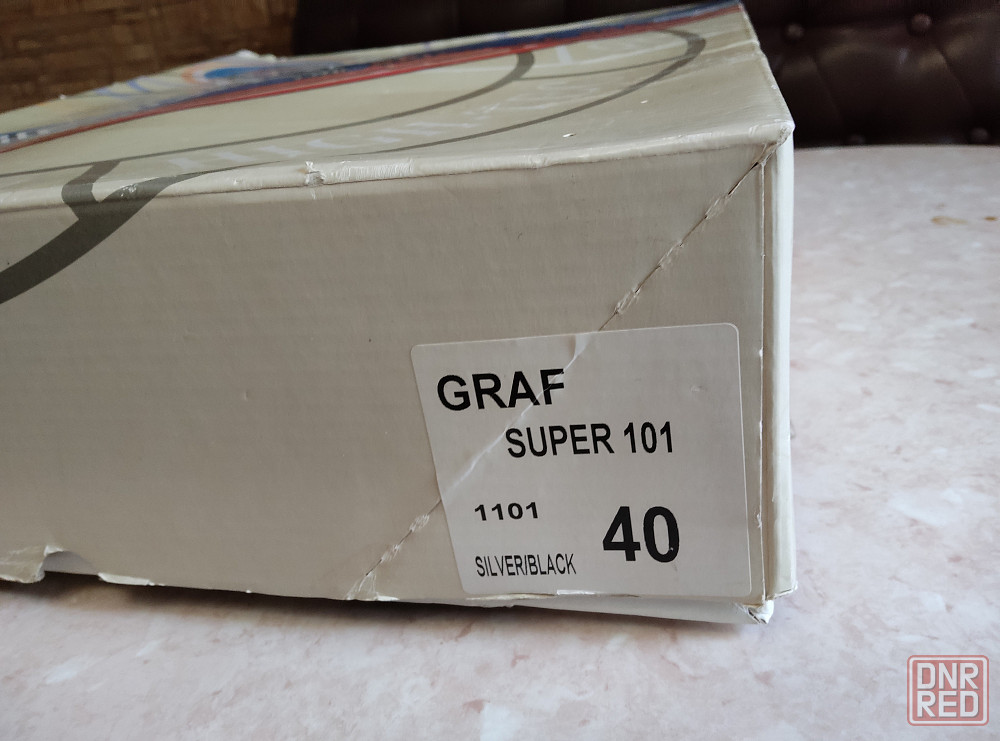 GRAF
SUPER 101
1101
40
SILVER/BLACK
DNR
RED